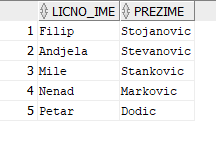 LICNO_IME PREZIME
1 Filip Stojanovic
2 Andjela Stevanovic
3 Mile Stankovic
4 Nenad Markovic
5 Petar Dodic